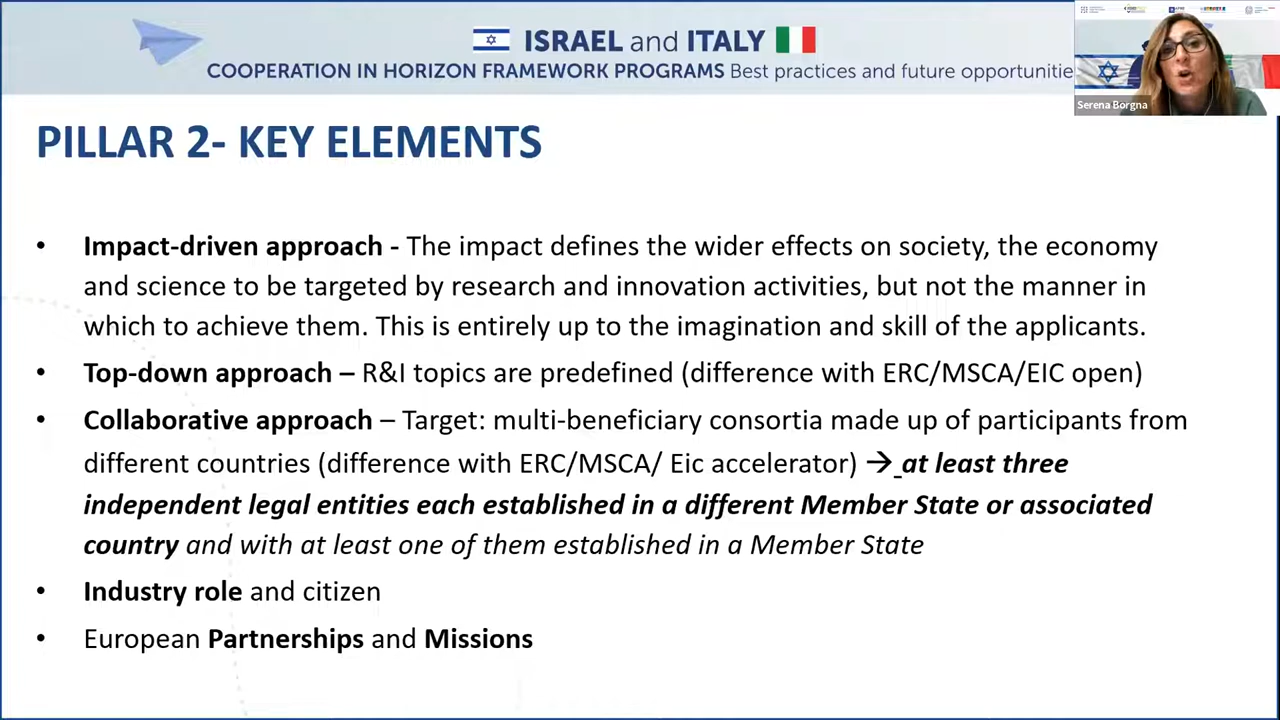 ISRAEL and ITALY
COOPERATION IN HORIZON FRAMEWORK PROGRAMS Best practices and future opportunitie
Serena Borgna
PILLAR 2- KEY ELEMENTS
• Impact-driven approach - The impact defines the wider effects on society, the economy
and science to be targeted by research and innovation activities, but not the manner in
which to achieve them. This is entirely up to the imagination and skill of the applicants.
• Top-down approach – R&I topics are predefined (difference with ERC/MSCA/EIC open)
• Collaborative approach – Target: multi-beneficiary consortia made up of participants from
different countries (difference with ERC/MSCA/ Eic accelerator) → at least three
independent legal entities each established in a different Member State or associated
country and with at least one of them established in a Member State
• Industry role and citizen
• European Partnerships and Missions